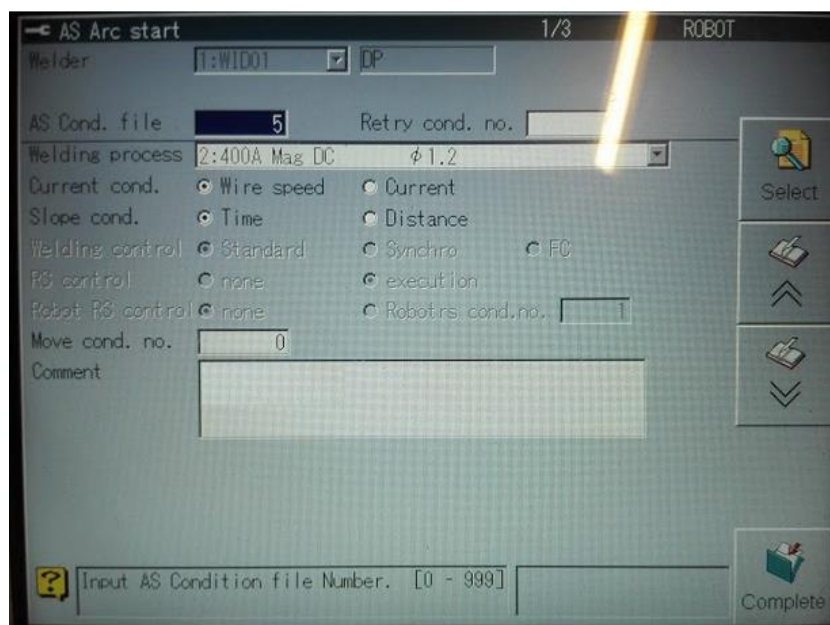 AS Arc start 1/3 ROBOT
Welder 1:WID01 DP
AS Cond. file 5 Retry cond. no.
Welding process 2:400A Mag DC φ1.2
Current cond. Wire speed Current
Slope cond. Time Distance
Welding control Standard Synchro FC
RS control none execution
Robot RS control none Robotrs cond.no. 1
Move cond. no. 0
Comment
Select
? Input AS Condition file Number. [0 - 999]
Complete